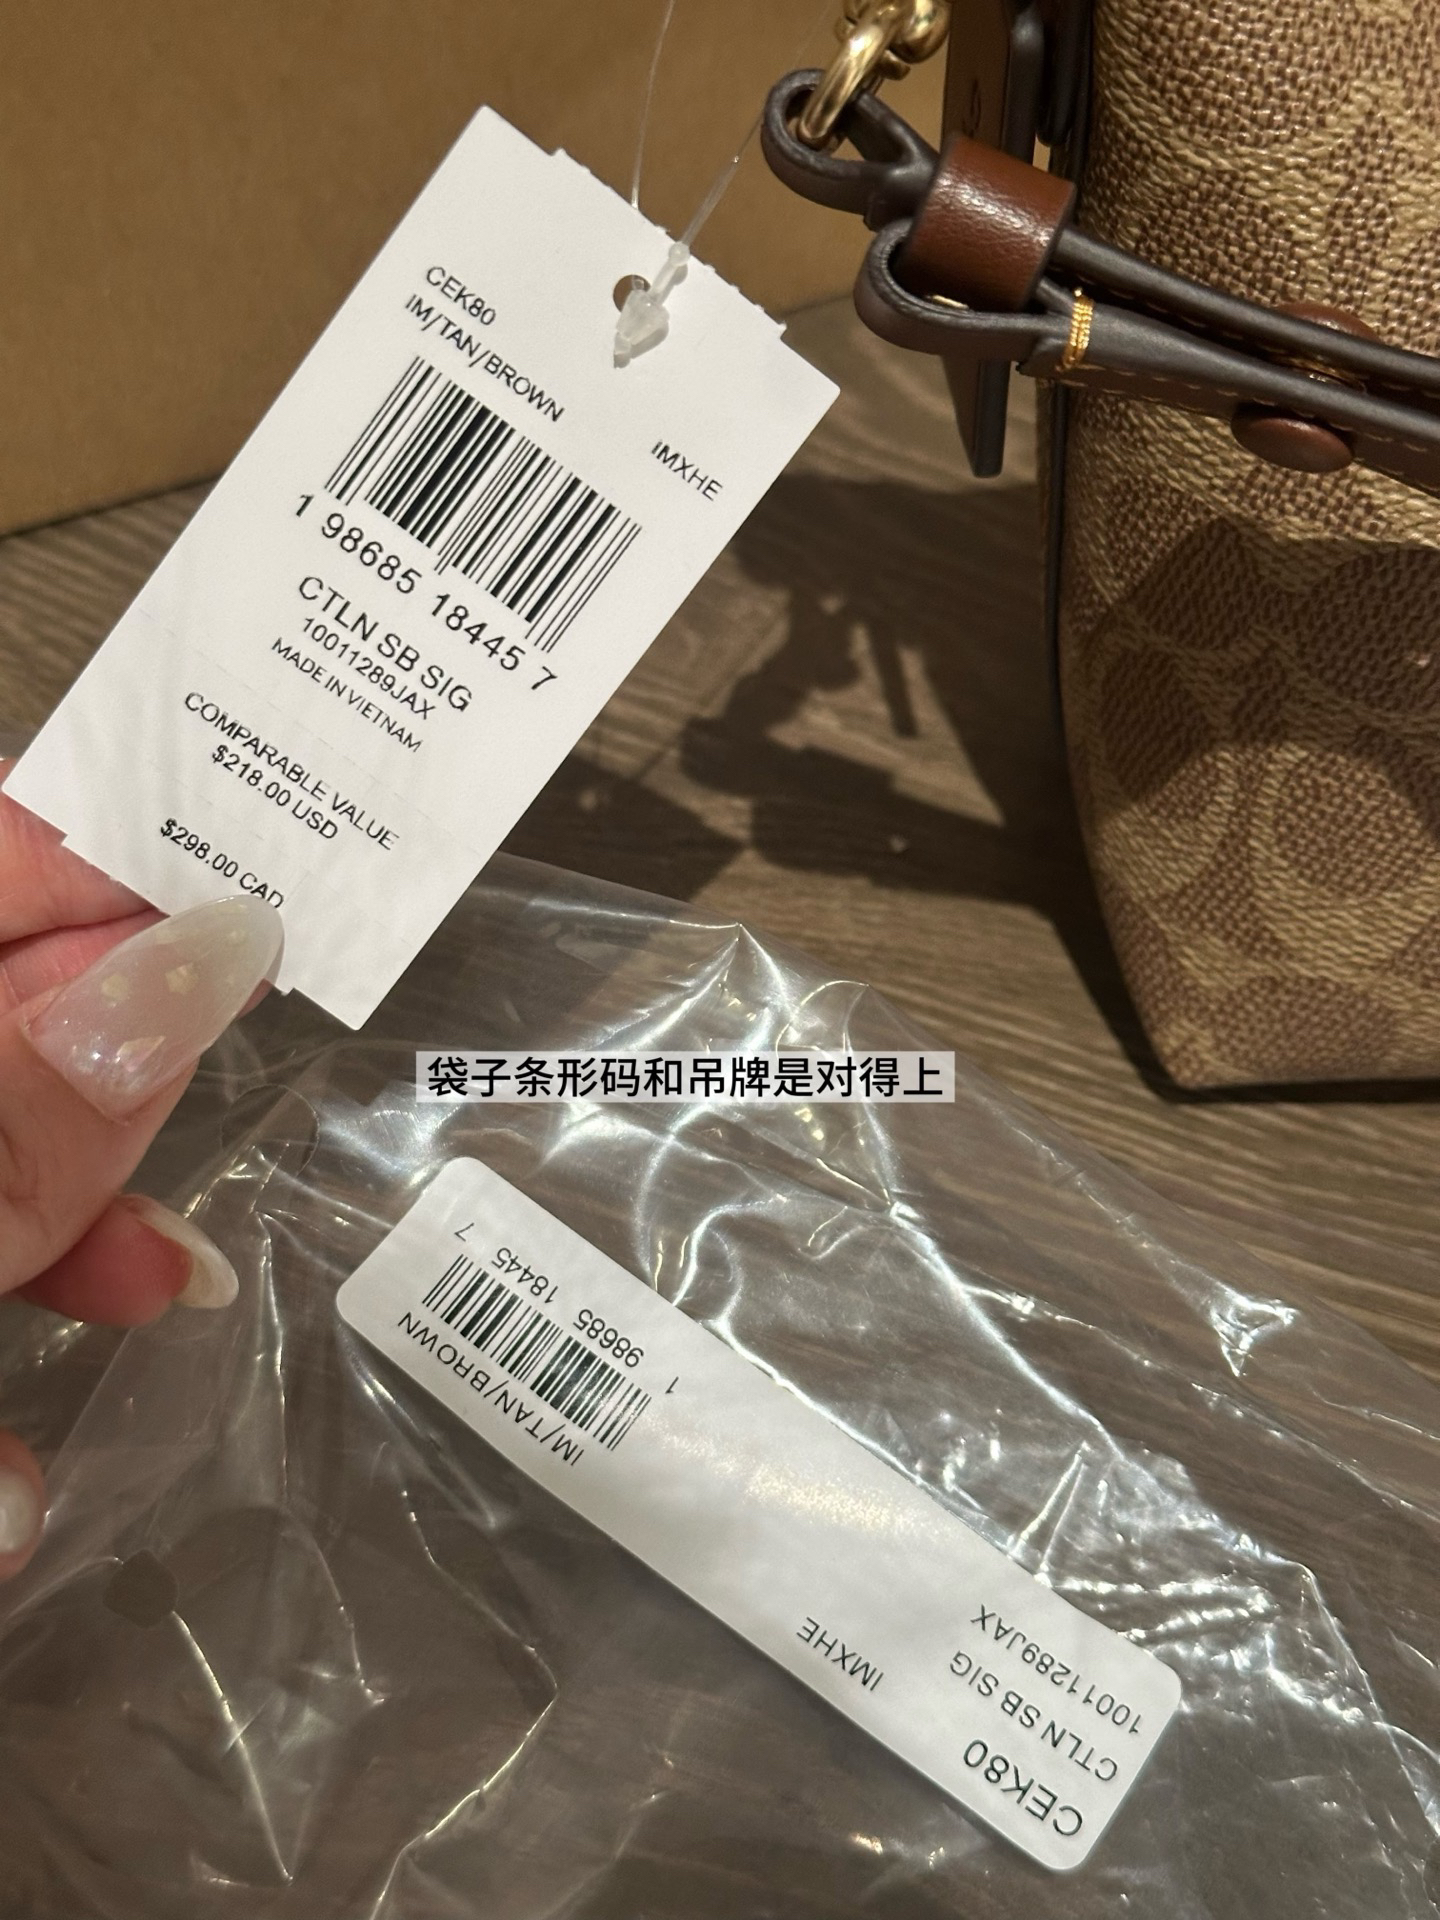 CEK80
IM/TAN/BROWN
IMXHE
1 98685 18445 7
CTLN SB SIG
10011289JAX
MADE IN VIETNAM
COMPARABLE VALUE
$218.00 USD
$298.00 CAD
袋子条形码和吊牌是对得上
CEK80
CTLN SB SIG
10011289JAX
IMXHE
IM/TAN/BROWN
1 98685 18445 7